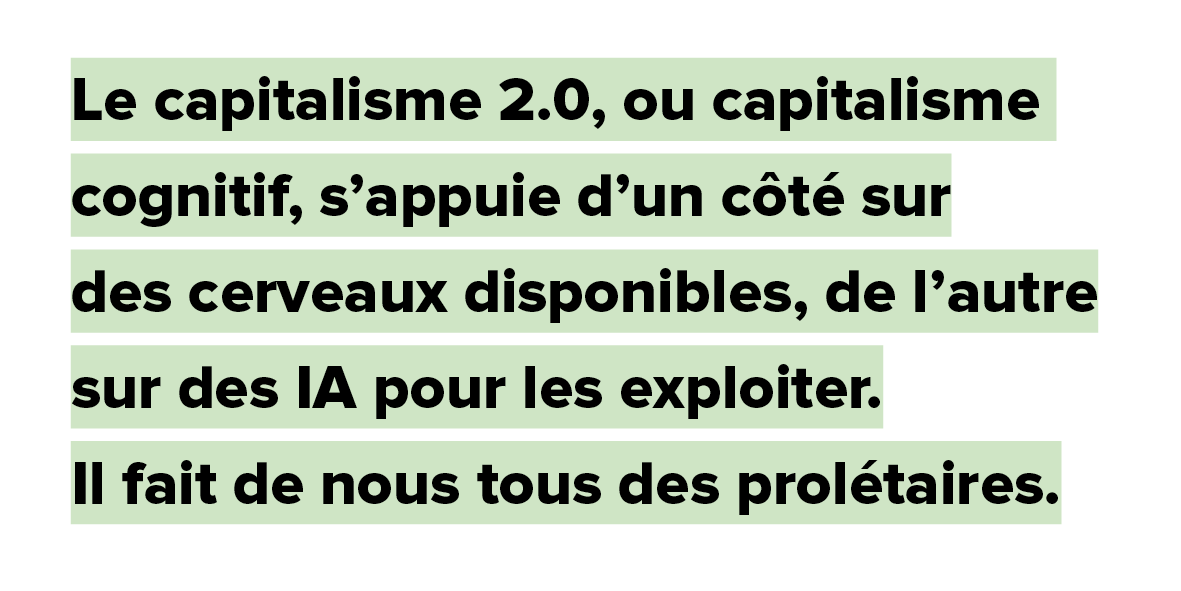 Le capitalisme 2.0, ou capitalisme
cognitif, s’appuie d’un côté sur
des cerveaux disponibles, de l’autre
sur des IA pour les exploiter.
Il fait de nous tous des prolétaires.